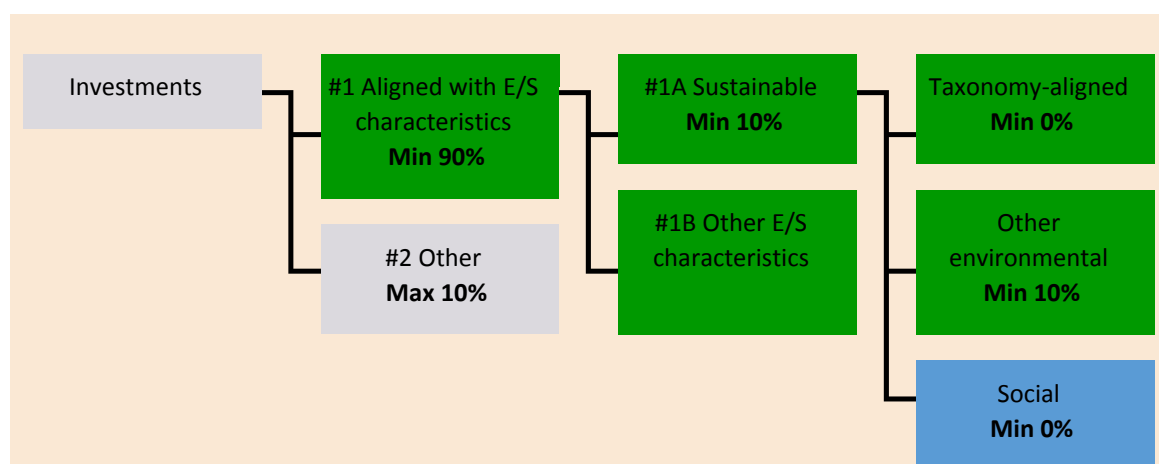 Investments
#1 Aligned with E/S
characteristics
Min 90%
#2 Other
Max 10%
#1A Sustainable
Min 10%
#1B Other E/S
characteristics
Taxonomy-aligned
Min 0%
Other
environmental
Min 10%
Social
Min 0%